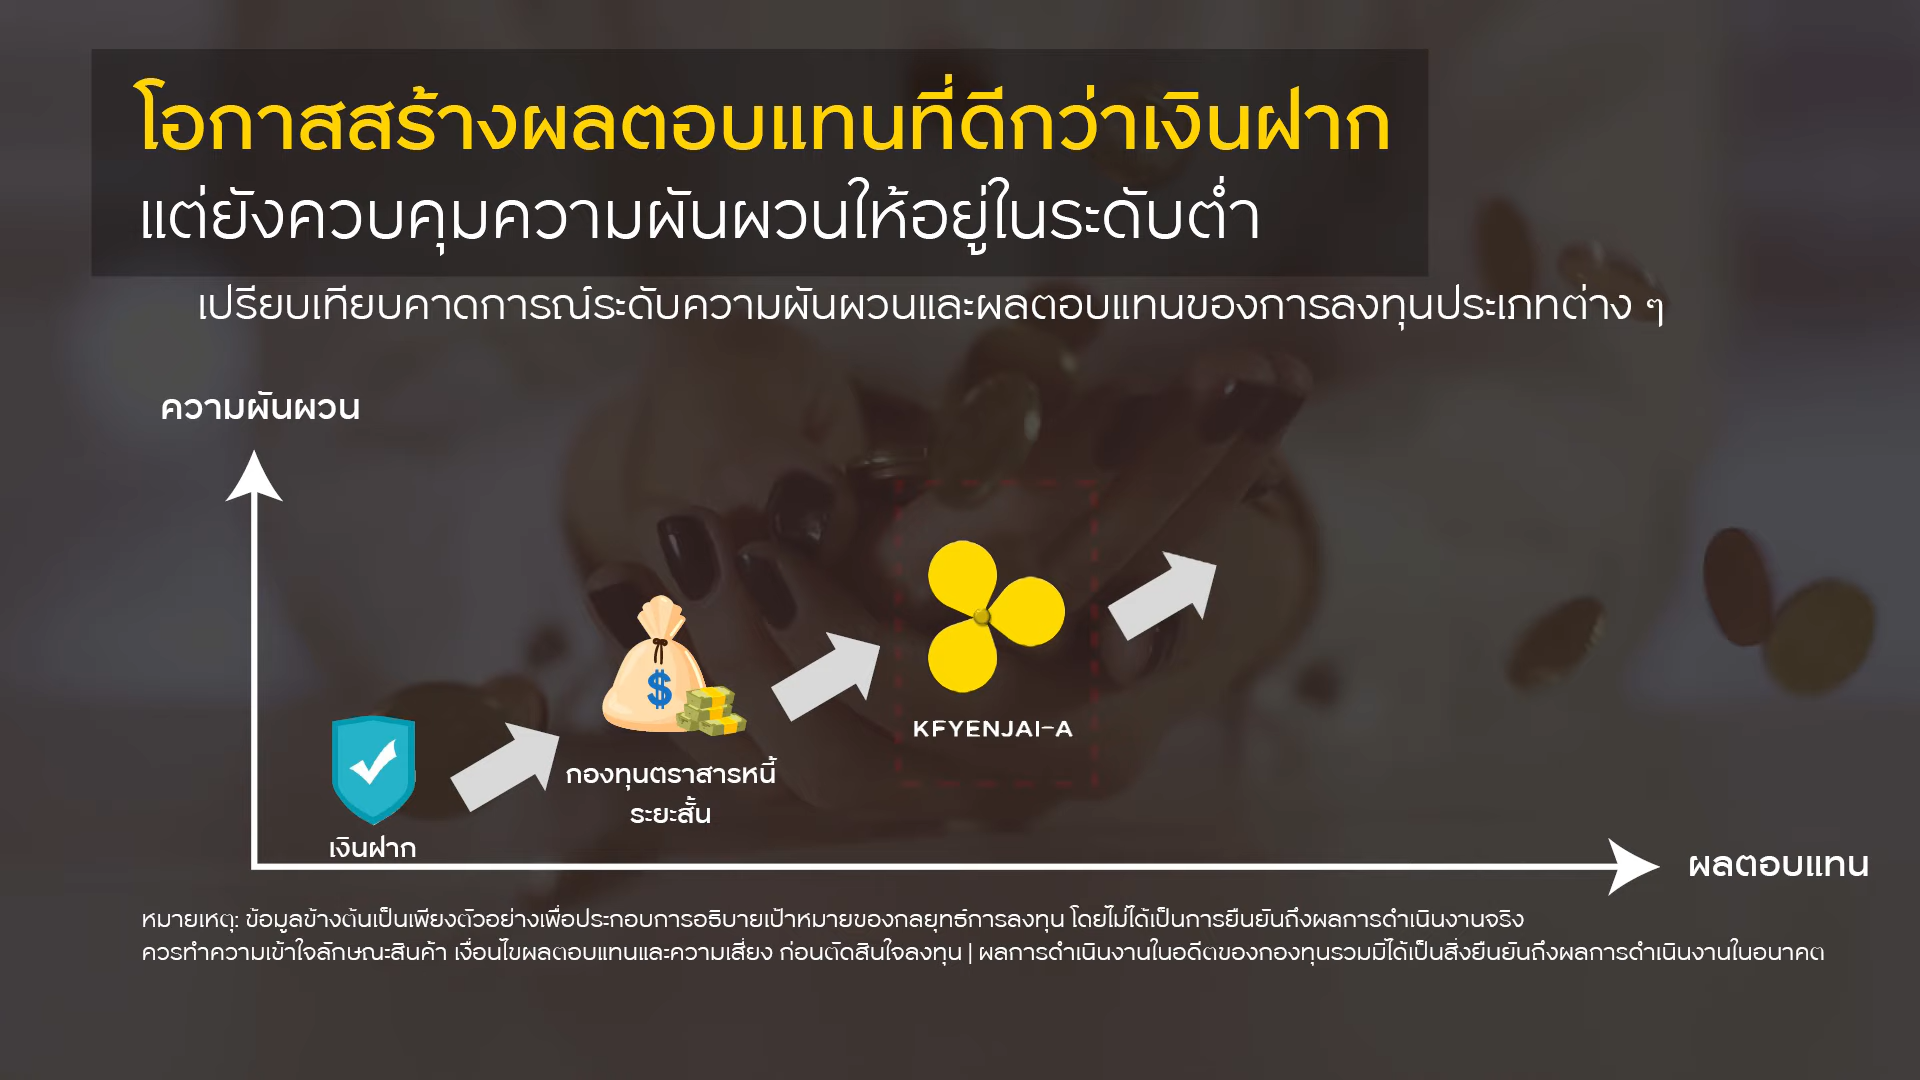 โอกาสสร้างผลตอบแทนที่ดีกว่าเงินฝาก
แต่ยังควบคุมความผันผวนให้อยู่ในระดับต่ำ
เปรียบเทียบคาดการณ์ระดับความผันผวนและผลตอบแทนของการลงทุนประเภทต่าง ๆ
ความผันผวน
$
KFYENJAI-A
กองทุนตราสารหนี้
ระยะสั้น
เงินฝาก
ผลตอบแทน
หมายเหตุ: ข้อมูลข้างต้นเป็นเพียงตัวอย่างเพื่อประกอบการอธิบายเป้าหมายของกลยุทธ์การลงทุน โดยไม่ได้เป็นการยืนยันถึงผลการดำเนินงานจริง
ควรทำความเข้าใจลักษณะสินค้า เงื่อนไขผลตอบแทนและความเสี่ยง ก่อนตัดสินใจลงทุน | ผลการดำเนินงานในอดีตของกองทุนรวมมิได้เป็นสิ่งยืนยันถึงผลการดำเนินงานในอนาคต